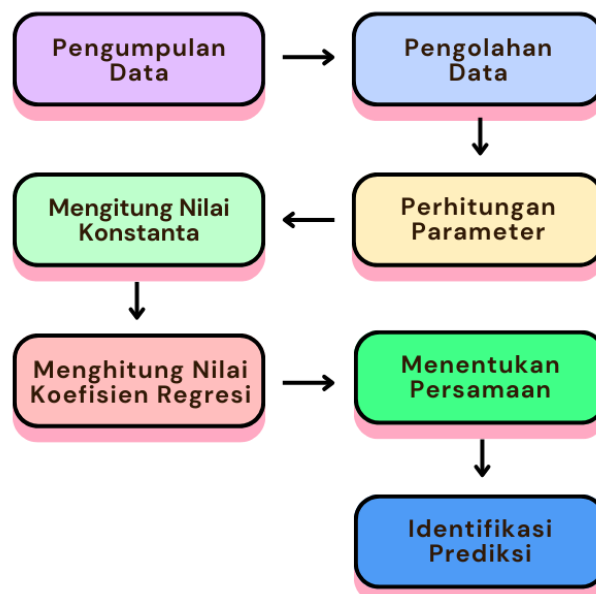 Pengumpulan
Data
Pengolahan
Data
Perhitungan
Parameter
Mengitung Nilai
Konstanta
Menghitung Nilai
Koefisien Regresi
Menentukan
Persamaan
Identifikasi
Prediksi